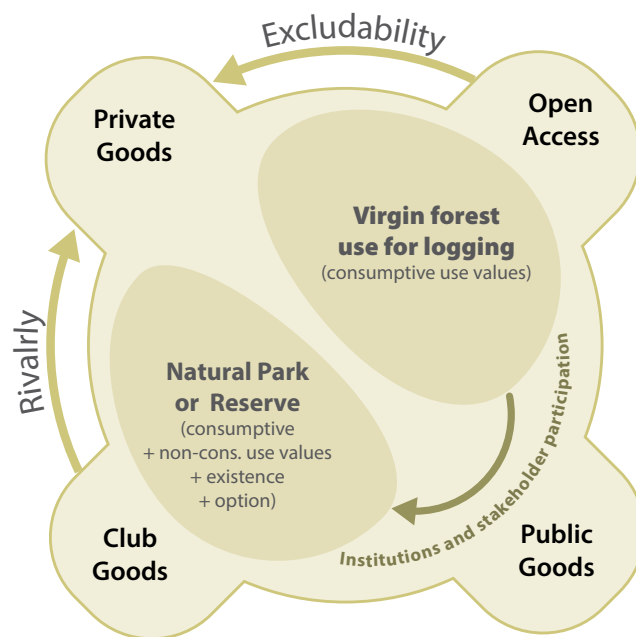 Excludability
Private
Goods
Open
Access
Virgin forest
use for logging
(consumptive use values)
Rivalrly
Natural Park
or Reserve
(consumptive
+ non-cons. use values
+ existence
+ option)
Institutions and stakeholder participation
Club
Goods
Public
Goods